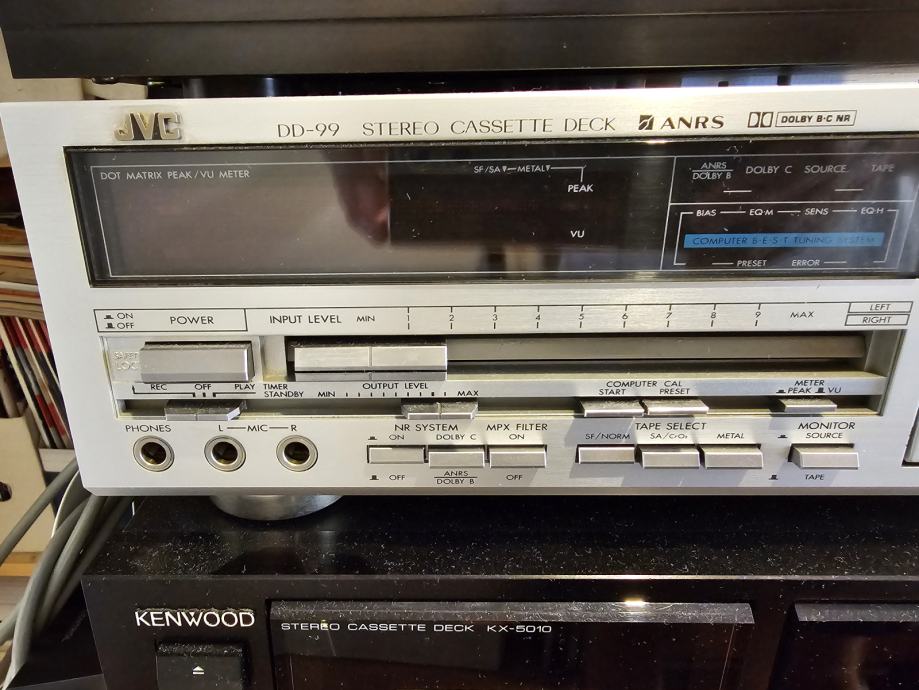 JVC
DD-99 STEREO CASSETTE DECK ANRS DOLBY B·C NR
DOT MATRIX PEAK/VU METER
SF/SA METAL
PEAK
VU
ANRS
DOLBY B
DOLBY C SOURCE TAPE
BIAS EQ·M SENS EQ·H
COMPUTER B·E·S·T TUNING SYSTEM
PRESET ERROR
ON
OFF
POWER
INPUT LEVEL MIN 1 2 3 4 5 6 7 8 9 MAX
LEFT
RIGHT
SAFETY
LOCK
REC OFF PLAY TIMER
STANDBY
OUTPUT LEVEL
MIN MAX
COMPUTER CAL
START PRESET
METER
PEAK VU
PHONES L MIC R
NR SYSTEM
ON DOLBY C
OFF ANRS
DOLBY B
MPX FILTER
ON
OFF
TAPE SELECT
SF/NORM SA/CrO₂ METAL
MONITOR
SOURCE
TAPE
KENWOOD
STEREO CASSETTE DECK KX-5010